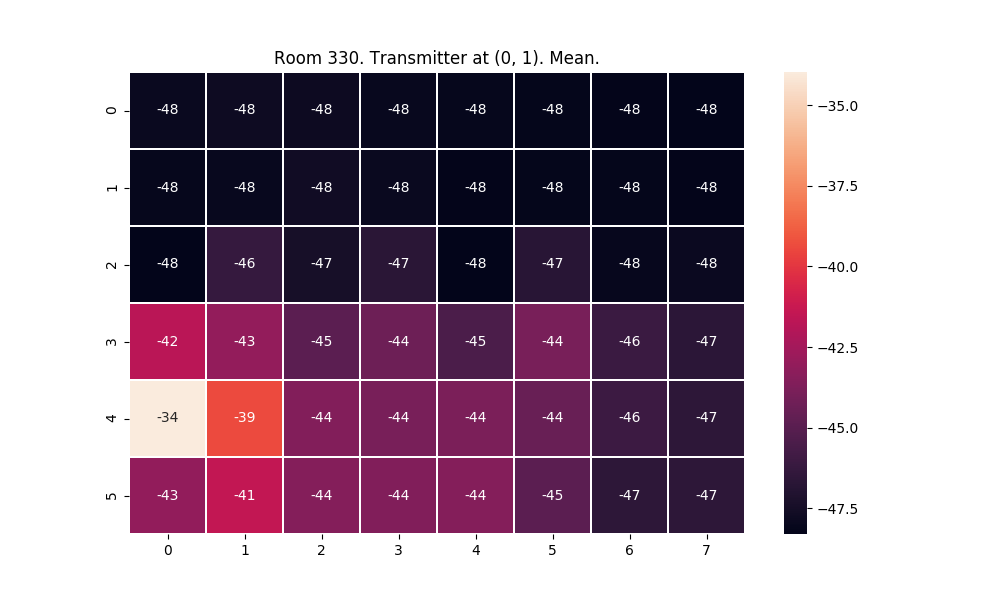 Room 330. Transmitter at (0, 1). Mean.
0 -48 -48 -48 -48 -48 -48 -48 -48
1 -48 -48 -48 -48 -48 -48 -48 -48
2 -48 -46 -47 -47 -48 -47 -48 -48
3 -42 -43 -45 -44 -45 -44 -46 -47
4 -34 -39 -44 -44 -44 -44 -46 -47
5 -43 -41 -44 -44 -44 -45 -47 -47
0 1 2 3 4 5 6 7
−35.0
−37.5
−40.0
−42.5
−45.0
−47.5